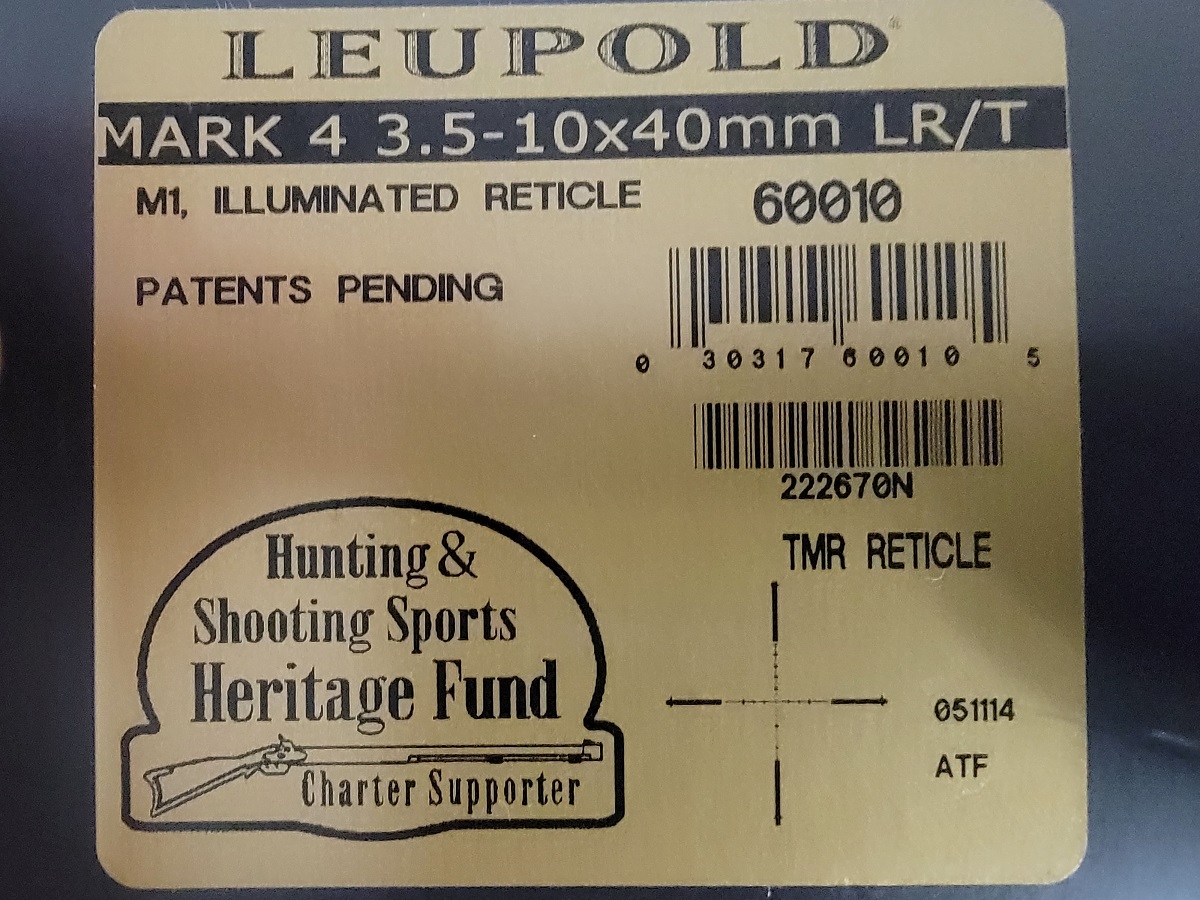 LEUPOLD®
MARK 4 3.5-10x40mm LR/T
M1, ILLUMINATED RETICLE
60010
PATENTS PENDING
0 30317 60010 5
222670N
TMR RETICLE
051114
ATF
Hunting &
Shooting Sports
Heritage Fund
Charter Supporter